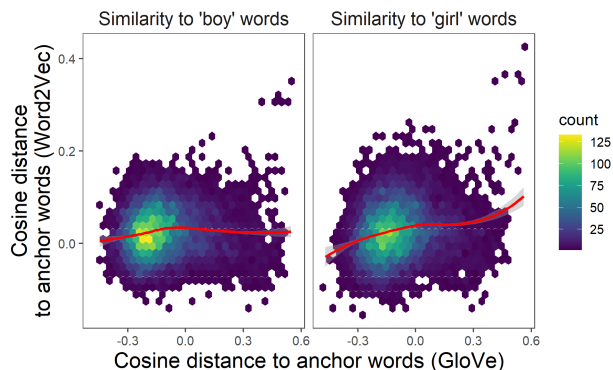 Similarity to 'boy' words
Similarity to 'girl' words
Cosine distance
to anchor words (Word2Vec)
0.4
0.2
0.0
-0.3
0.0
0.3
0.6
-0.3
0.0
0.3
0.6
Cosine distance to anchor words (GloVe)
count
125
100
75
50
25